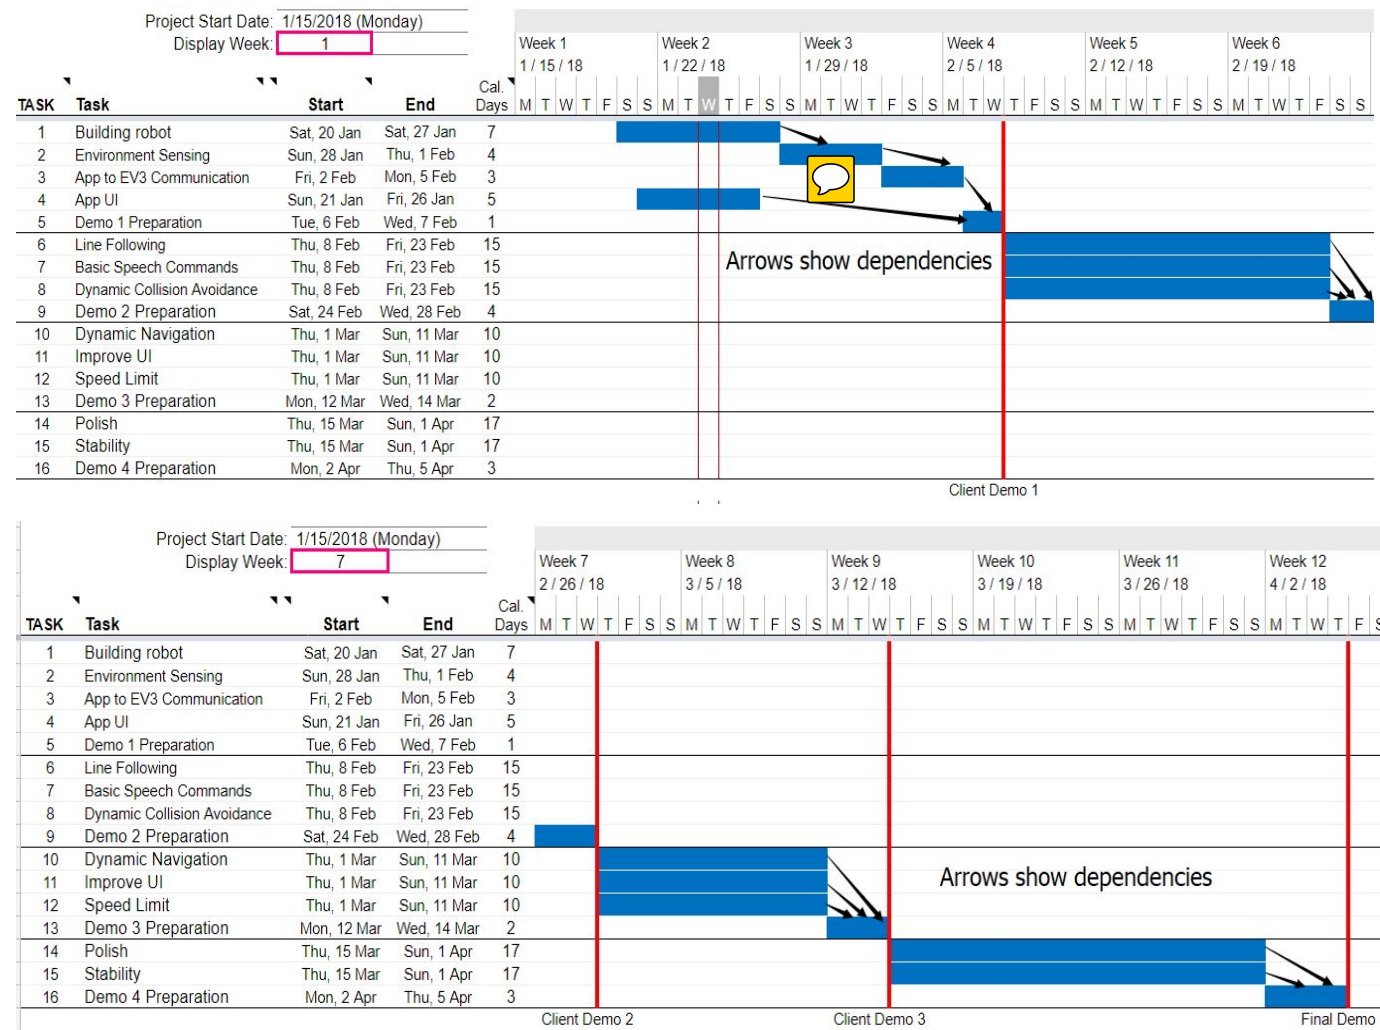 Project Start Date: 1/15/2018 (Monday)
Display Week: 1
Week 1 Week 2 Week 3 Week 4 Week 5 Week 6
1 / 15 / 18 1 / 22 / 18 1 / 29 / 18 2 / 5 / 18 2 / 12 / 18 2 / 19 / 18
Cal.
TASK Task Start End Days M T W T F S S M T W T F S S M T W T F S S M T W T F S S M T W T F S S M T W T F S S
1 Building robot Sat, 20 Jan Sat, 27 Jan 7
2 Environment Sensing Sun, 28 Jan Thu, 1 Feb 4
3 App to EV3 Communication Fri, 2 Feb Mon, 5 Feb 3
4 App UI Sun, 21 Jan Fri, 26 Jan 5
5 Demo 1 Preparation Tue, 6 Feb Wed, 7 Feb 1
6 Line Following Thu, 8 Feb Fri, 23 Feb 15
Arrows show dependencies
7 Basic Speech Commands Thu, 8 Feb Fri, 23 Feb 15
8 Dynamic Collision Avoidance Thu, 8 Feb Fri, 23 Feb 15
9 Demo 2 Preparation Sat, 24 Feb Wed, 28 Feb 4
10 Dynamic Navigation Thu, 1 Mar Sun, 11 Mar 10
11 Improve UI Thu, 1 Mar Sun, 11 Mar 10
12 Speed Limit Thu, 1 Mar Sun, 11 Mar 10
13 Demo 3 Preparation Mon, 12 Mar Wed, 14 Mar 2
14 Polish Thu, 15 Mar Sun, 1 Apr 17
15 Stability Thu, 15 Mar Sun, 1 Apr 17
16 Demo 4 Preparation Mon, 2 Apr Thu, 5 Apr 3
Client Demo 1
Project Start Date: 1/15/2018 (Monday)
Display Week: 7
Week 7 Week 8 Week 9 Week 10 Week 11 Week 12
2 / 26 / 18 3 / 5 / 18 3 / 12 / 18 3 / 19 / 18 3 / 26 / 18 4 / 2 / 18
Cal.
TASK Task Start End Days M T W T F S S M T W T F S S M T W T F S S M T W T F S S M T W T F S S M T W T F S
1 Building robot Sat, 20 Jan Sat, 27 Jan 7
2 Environment Sensing Sun, 28 Jan Thu, 1 Feb 4
3 App to EV3 Communication Fri, 2 Feb Mon, 5 Feb 3
4 App UI Sun, 21 Jan Fri, 26 Jan 5
5 Demo 1 Preparation Tue, 6 Feb Wed, 7 Feb 1
6 Line Following Thu, 8 Feb Fri, 23 Feb 15
7 Basic Speech Commands Thu, 8 Feb Fri, 23 Feb 15
8 Dynamic Collision Avoidance Thu, 8 Feb Fri, 23 Feb 15
9 Demo 2 Preparation Sat, 24 Feb Wed, 28 Feb 4
10 Dynamic Navigation Thu, 1 Mar Sun, 11 Mar 10
11 Improve UI Thu, 1 Mar Sun, 11 Mar 10
Arrows show dependencies
12 Speed Limit Thu, 1 Mar Sun, 11 Mar 10
13 Demo 3 Preparation Mon, 12 Mar Wed, 14 Mar 2
14 Polish Thu, 15 Mar Sun, 1 Apr 17
15 Stability Thu, 15 Mar Sun, 1 Apr 17
16 Demo 4 Preparation Mon, 2 Apr Thu, 5 Apr 3
Client Demo 2 Client Demo 3 Final Demo